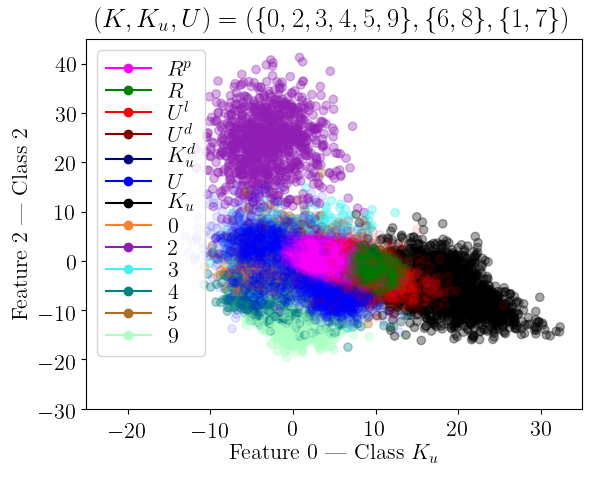 (K, K_u, U) = ({0, 2, 3, 4, 5, 9}, {6, 8}, {1, 7})
40
30
20
10
0
−10
−20
−30
Feature 2 — Class 2
R^p
R
U^l
U^d
K_u^d
U
K_u
0
2
3
4
5
9
−20 −10 0 10 20 30
Feature 0 — Class K_u